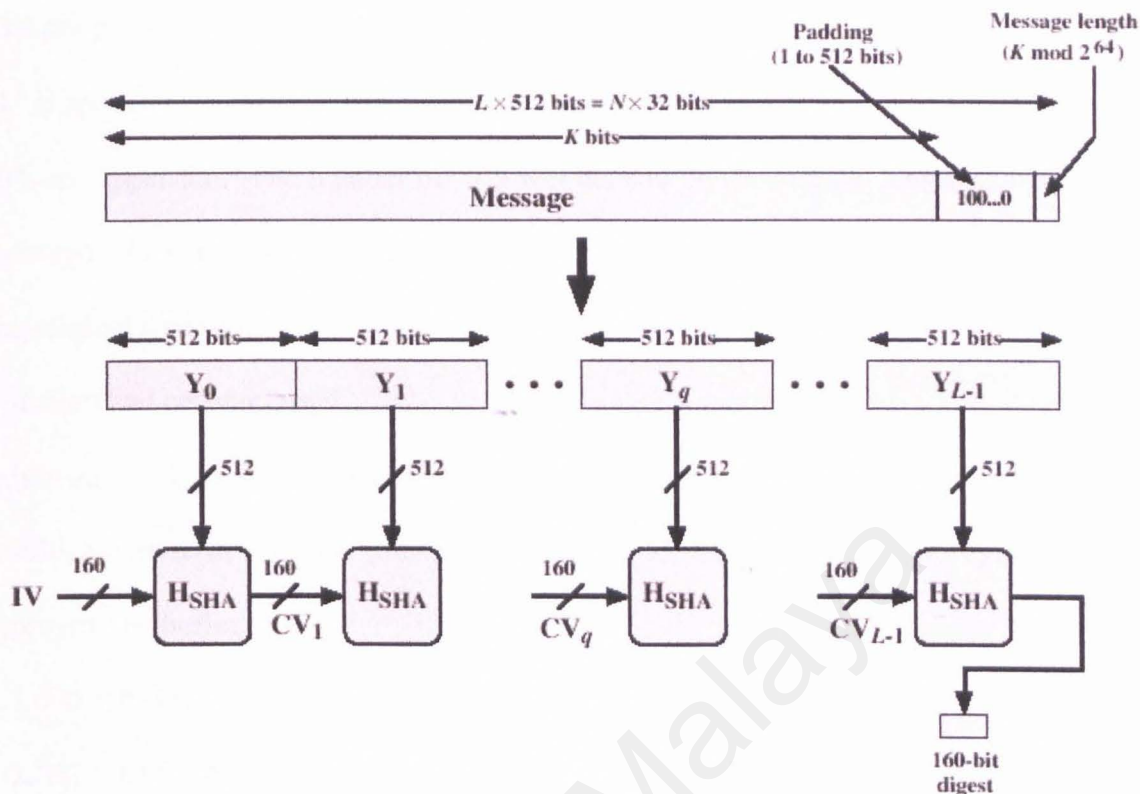 Padding
(1 to 512 bits)
Message length
(K mod 2^64)
L × 512 bits = N × 32 bits
K bits
Message
100...0
512 bits
512 bits
512 bits
512 bits
Y0
Y1
• • •
Yq
• • •
YL-1
512
512
512
512
IV
160
HSHA
160
CV1
HSHA
160
CVq
HSHA
160
CVL-1
HSHA
160-bit
digest
Malaya